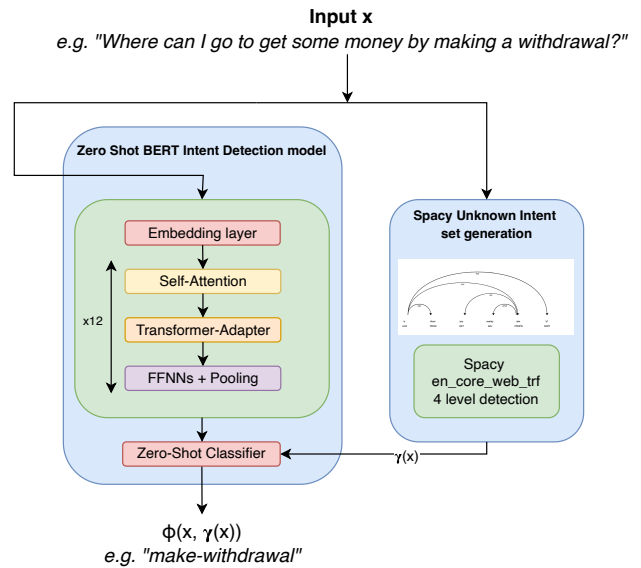 Input x
e.g. "Where can I go to get some money by making a withdrawal?"
Zero Shot BERT Intent Detection model
Embedding layer
Self-Attention
x12
Transformer-Adapter
FFNNs + Pooling
Zero-Shot Classifier
Spacy Unknown Intent
set generation
Spacy
en_core_web_trf
4 level detection
γ(x)
ϕ(x, γ(x))
e.g. "make-withdrawal"